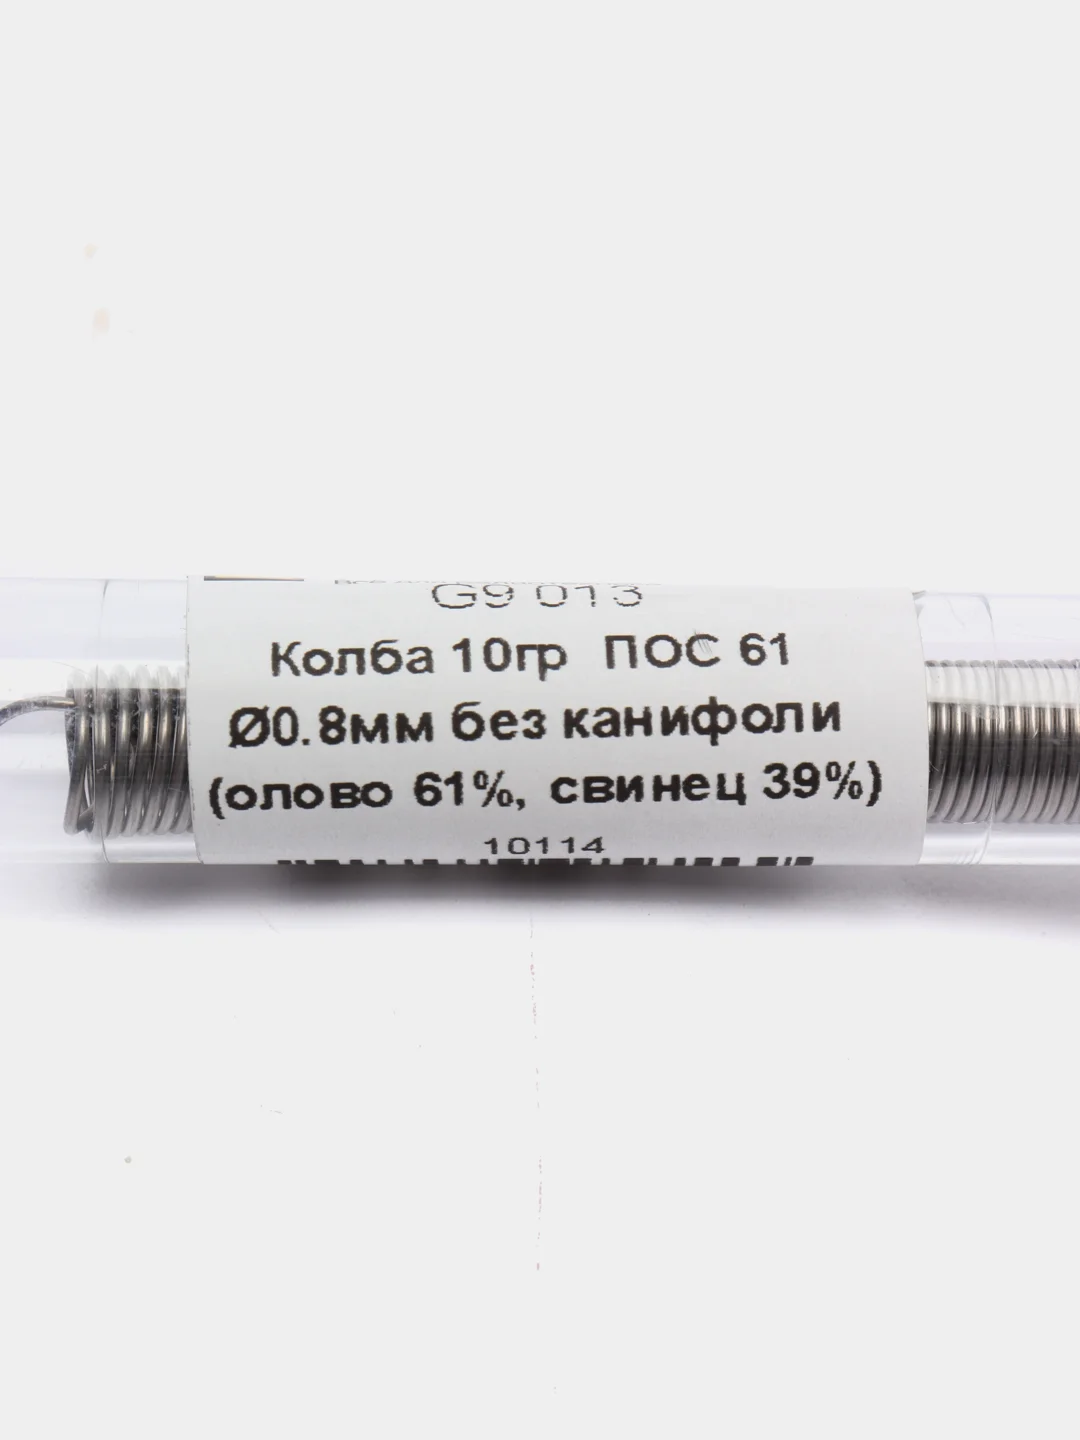 G9 013
Колба 10гр ПОС 61
Ø0.8мм без канифоли
(олово 61%, свинец 39%)
10114